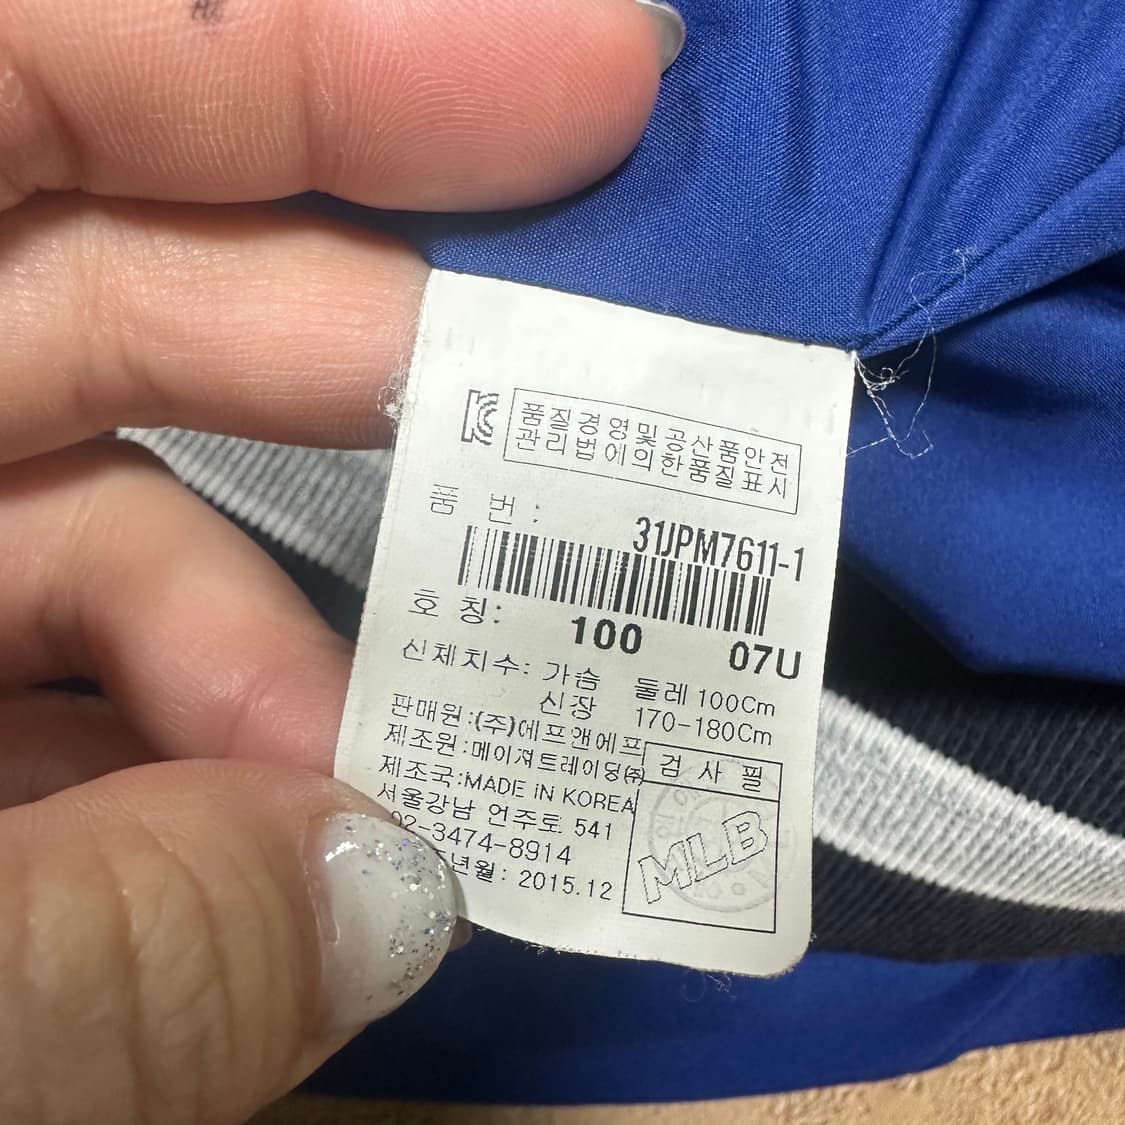 품질경영및공산품안전
관리법에의한품질표시
품 번 :
31JPM7611-1
호 칭: 100 07U
신체치수: 가슴 둘레 100Cm
신장 170-180Cm
판매원:(주)에프앤에프
제조원:메이져트레이딩㈜
제조국:MADE iN KOREA
서울강남 언주로 541
02-3474-8914
년월: 2015.12
검 사 필
MLB